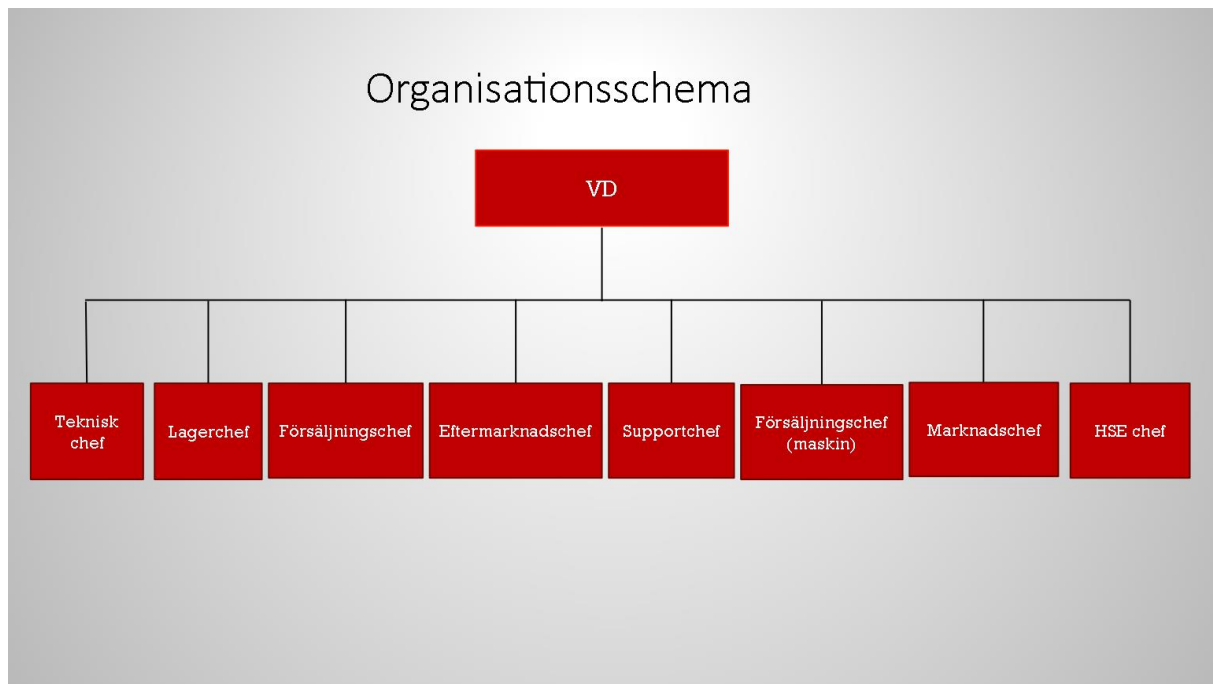 Organisationsschema
VD
Teknisk
chef
Lagerchef
Försäljningschef
Eftermarknadschef
Supportchef
Försäljningschef
(maskin)
Marknadschef
HSE chef